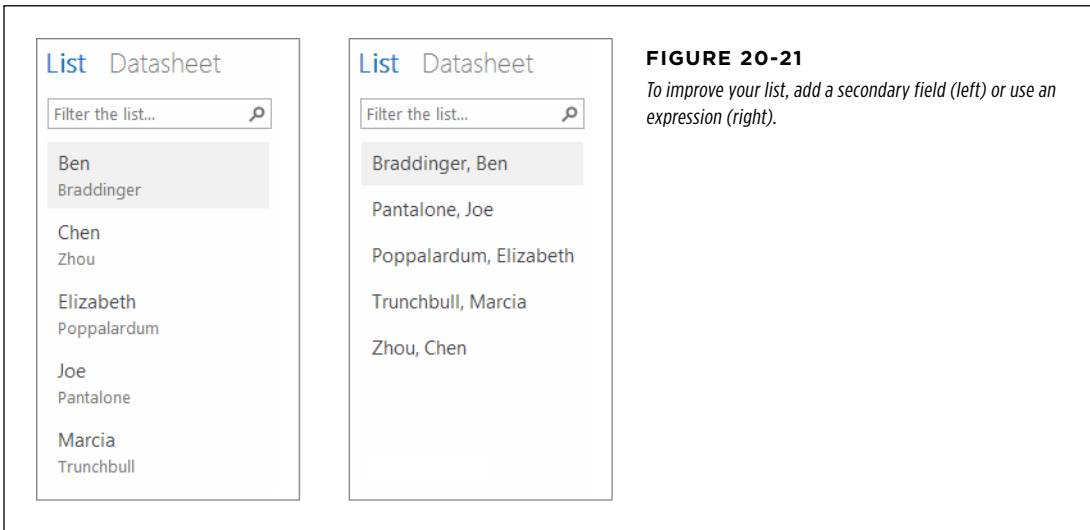 List Datasheet
Filter the list...
Ben
Braddinger
Chen
Zhou
Elizabeth
Poppalardum
Joe
Pantalone
Marcia
Trunchbull
List Datasheet
Filter the list...
Braddinger, Ben
Pantalone, Joe
Poppalardum, Elizabeth
Trunchbull, Marcia
Zhou, Chen
FIGURE 20-21
To improve your list, add a secondary field (left) or use an
expression (right).